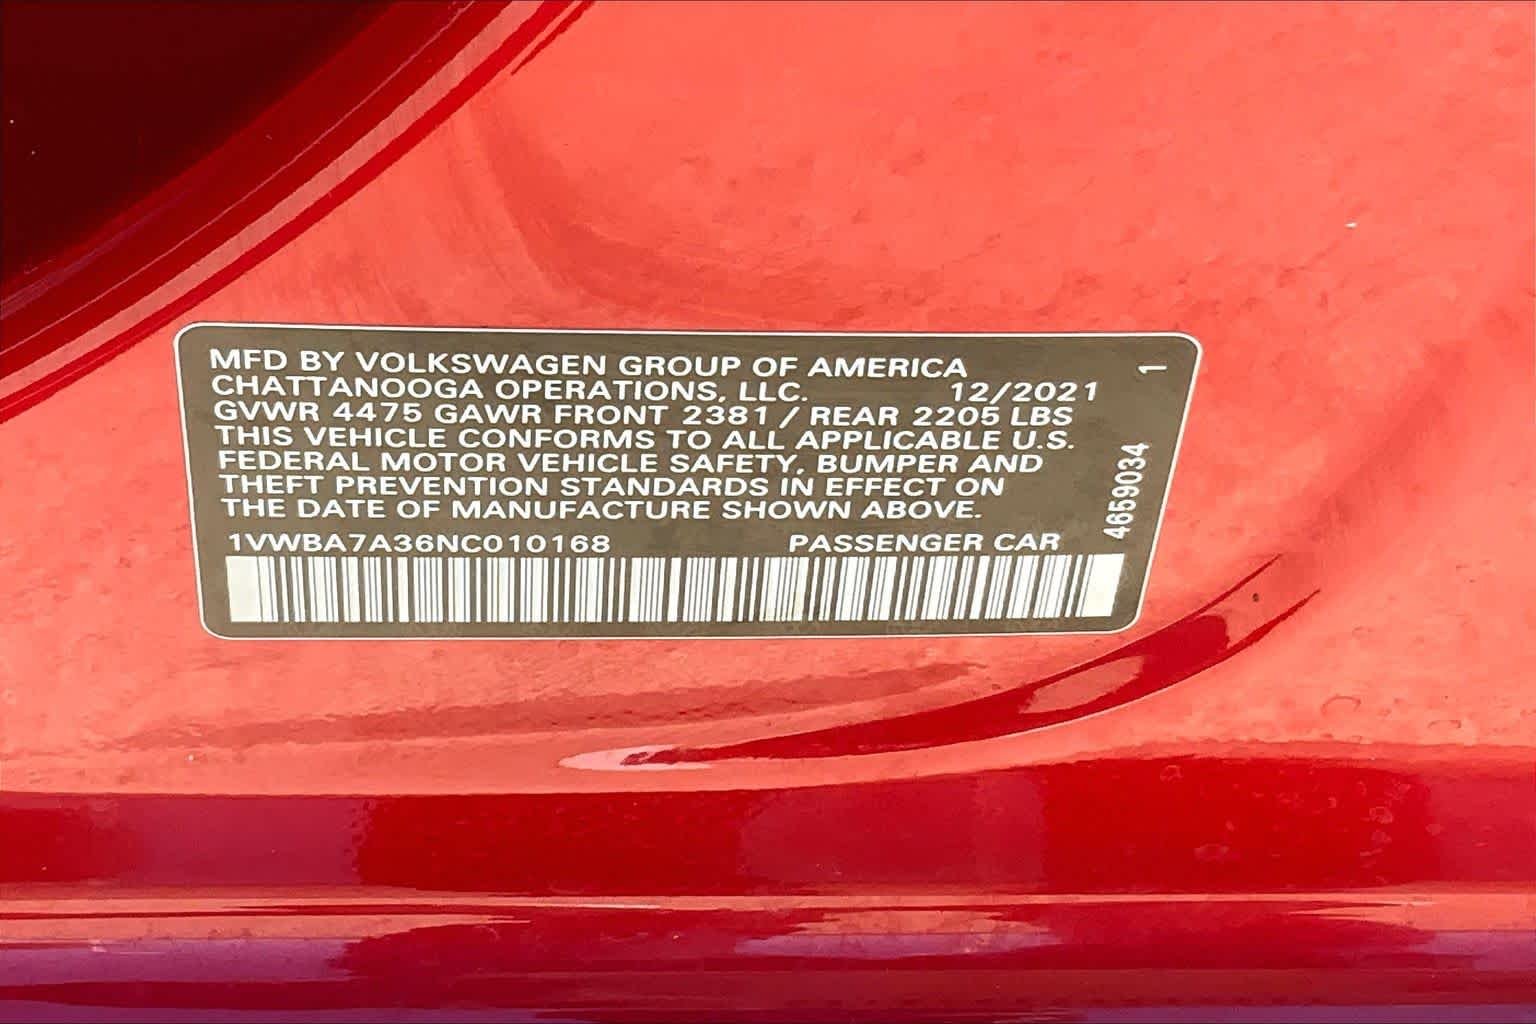 MFD BY VOLKSWAGEN GROUP OF AMERICA
CHATTANOOGA OPERATIONS, LLC. 12/2021
GVWR 4475 GAWR FRONT 2381 / REAR 2205 LBS
THIS VEHICLE CONFORMS TO ALL APPLICABLE U.S.
FEDERAL MOTOR VEHICLE SAFETY, BUMPER AND
THEFT PREVENTION STANDARDS IN EFFECT ON
THE DATE OF MANUFACTURE SHOWN ABOVE.
1VWBA7A36NC010168 PASSENGER CAR
4659034
1